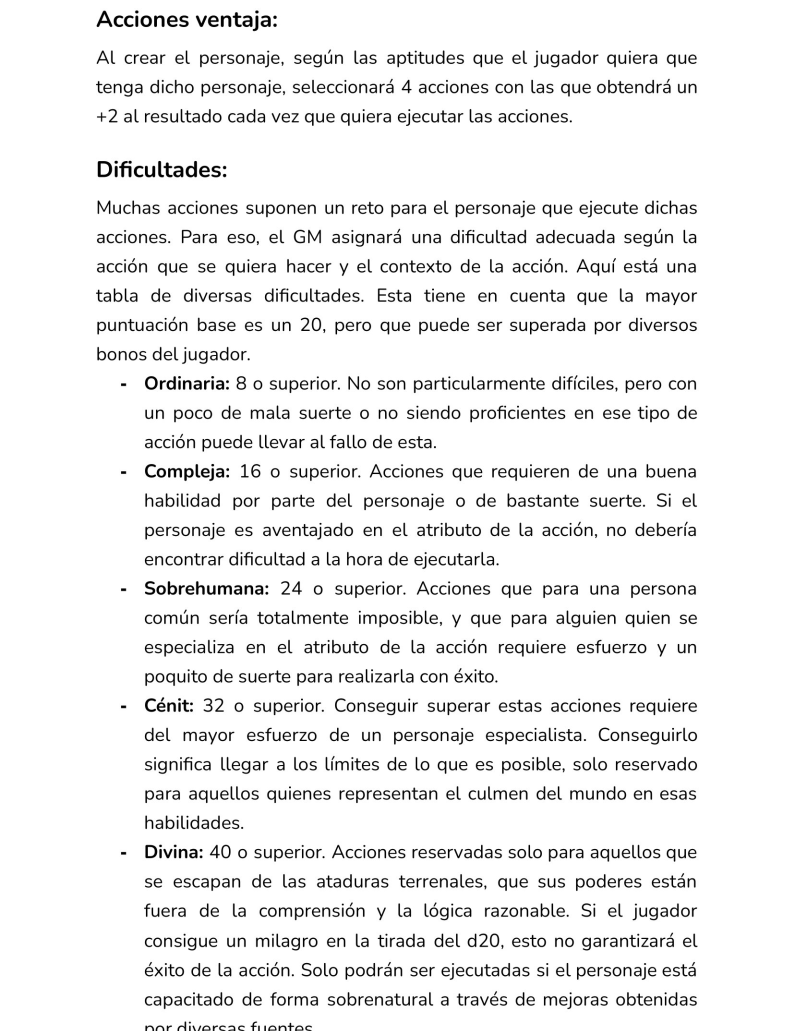 Acciones ventaja:
Al crear el personaje, según las aptitudes que el jugador quiera que
tenga dicho personaje, seleccionará 4 acciones con las que obtendrá un
+2 al resultado cada vez que quiera ejecutar las acciones.
Dificultades:
Muchas acciones suponen un reto para el personaje que ejecute dichas
acciones. Para eso, el GM asignará una dificultad adecuada según la
acción que se quiera hacer y el contexto de la acción. Aquí está una
tabla de diversas dificultades. Esta tiene en cuenta que la mayor
puntuación base es un 20, pero que puede ser superada por diversos
bonos del jugador.
- Ordinaria: 8 o superior. No son particularmente difíciles, pero con
un poco de mala suerte o no siendo proficientes en ese tipo de
acción puede llevar al fallo de esta.
- Compleja: 16 o superior. Acciones que requieren de una buena
habilidad por parte del personaje o de bastante suerte. Si el
personaje es aventajado en el atributo de la acción, no debería
encontrar dificultad a la hora de ejecutarla.
- Sobrehumana: 24 o superior. Acciones que para una persona
común sería totalmente imposible, y que para alguien quien se
especializa en el atributo de la acción requiere esfuerzo y un
poquito de suerte para realizarla con éxito.
- Cénit: 32 o superior. Conseguir superar estas acciones requiere
del mayor esfuerzo de un personaje especialista. Conseguirlo
significa llegar a los límites de lo que es posible, solo reservado
para aquellos quienes representan el culmen del mundo en esas
habilidades.
- Divina: 40 o superior. Acciones reservadas solo para aquellos que
se escapan de las ataduras terrenales, que sus poderes están
fuera de la comprensión y la lógica razonable. Si el jugador
consigue un milagro en la tirada del d20, esto no garantizará el
éxito de la acción. Solo podrán ser ejecutadas si el personaje está
capacitado de forma sobrenatural a través de mejoras obtenidas
por diversas fuentes.